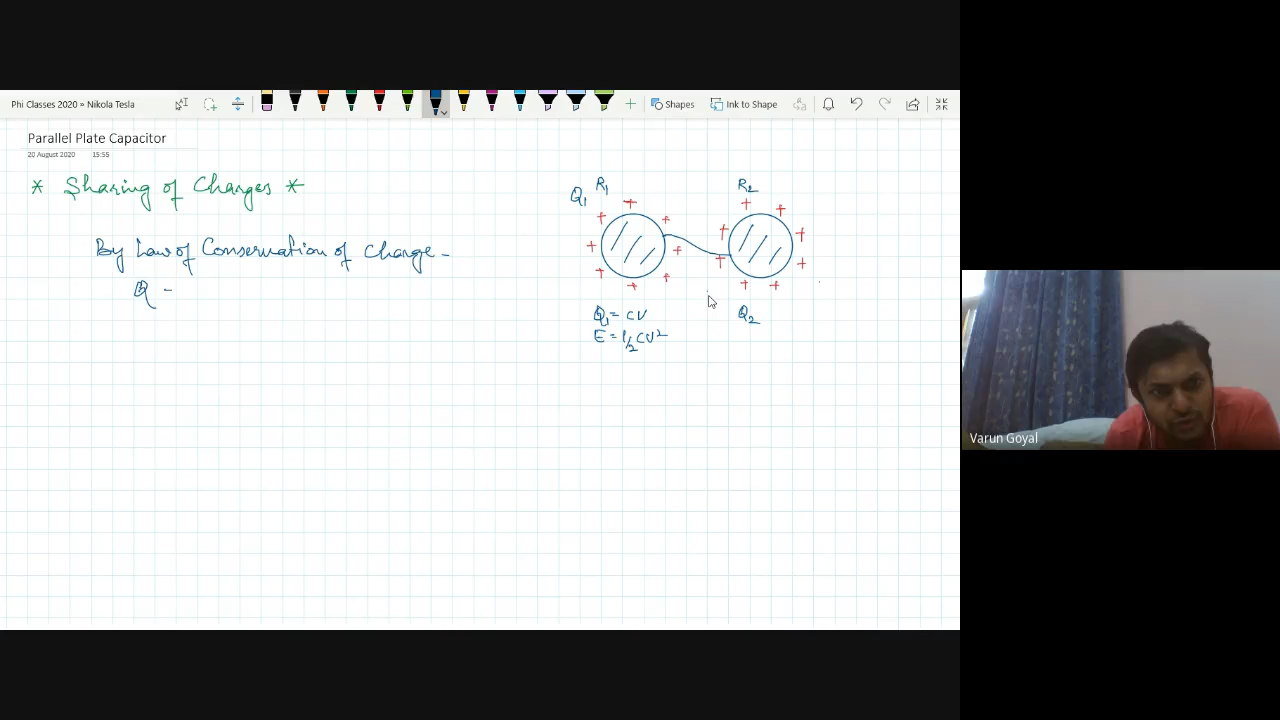 Phi Classes 2020 » Nikola Tesla
Shapes
Ink to Shape
Parallel Plate Capacitor
20 August 2020 15:55
* Sharing of Charges *
By Law of Conservation of Charge -
Q -
Q₁ R₁
R₂
Q₁ = CV
E = 1/2 CV²
Q₂
Varun Goyal